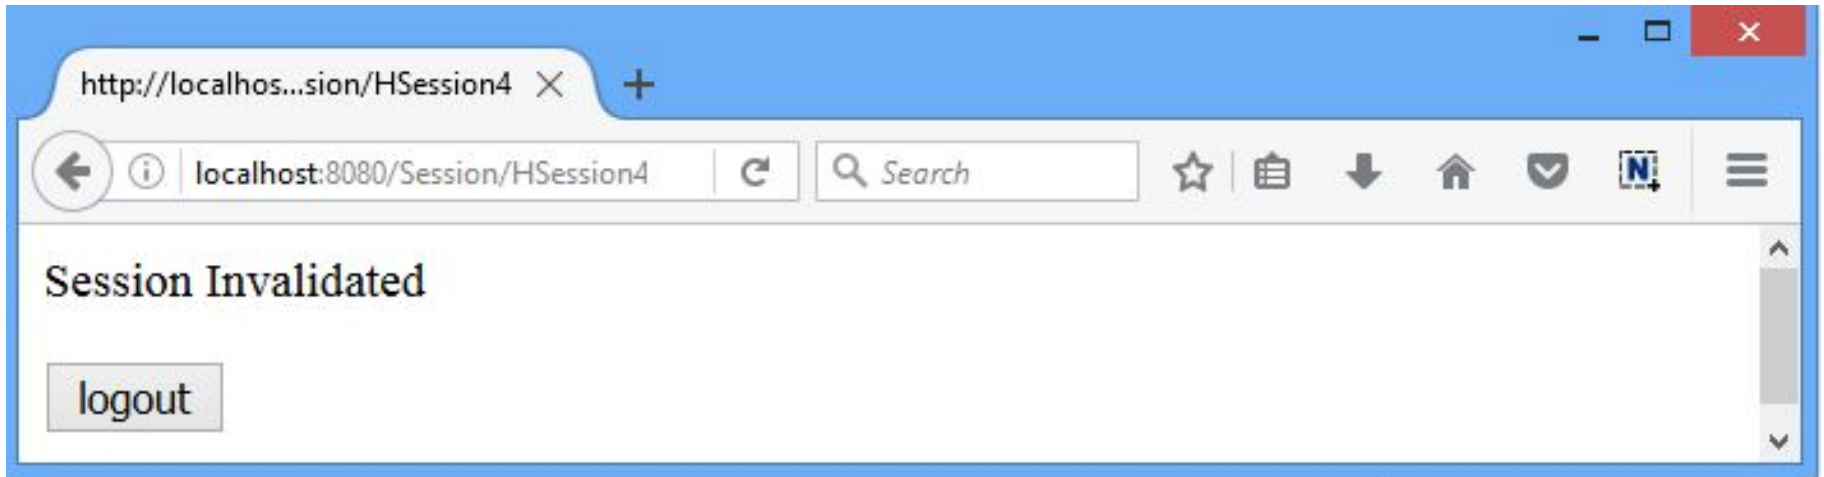 http://localhos...sion/HSession4
localhost:8080/Session/HSession4
Search
N
Session Invalidated
logout